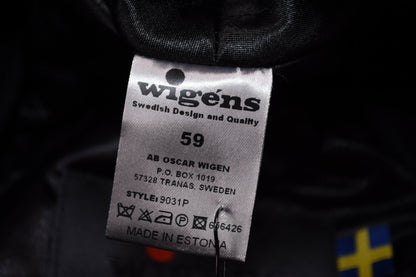 wigéns
Swedish Design and Quality
59
AB OSCAR WIGEN
P.O. BOX 1019
57328 TRANAS, SWEDEN
STYLE: 9031P
606426
MADE IN ESTONIA